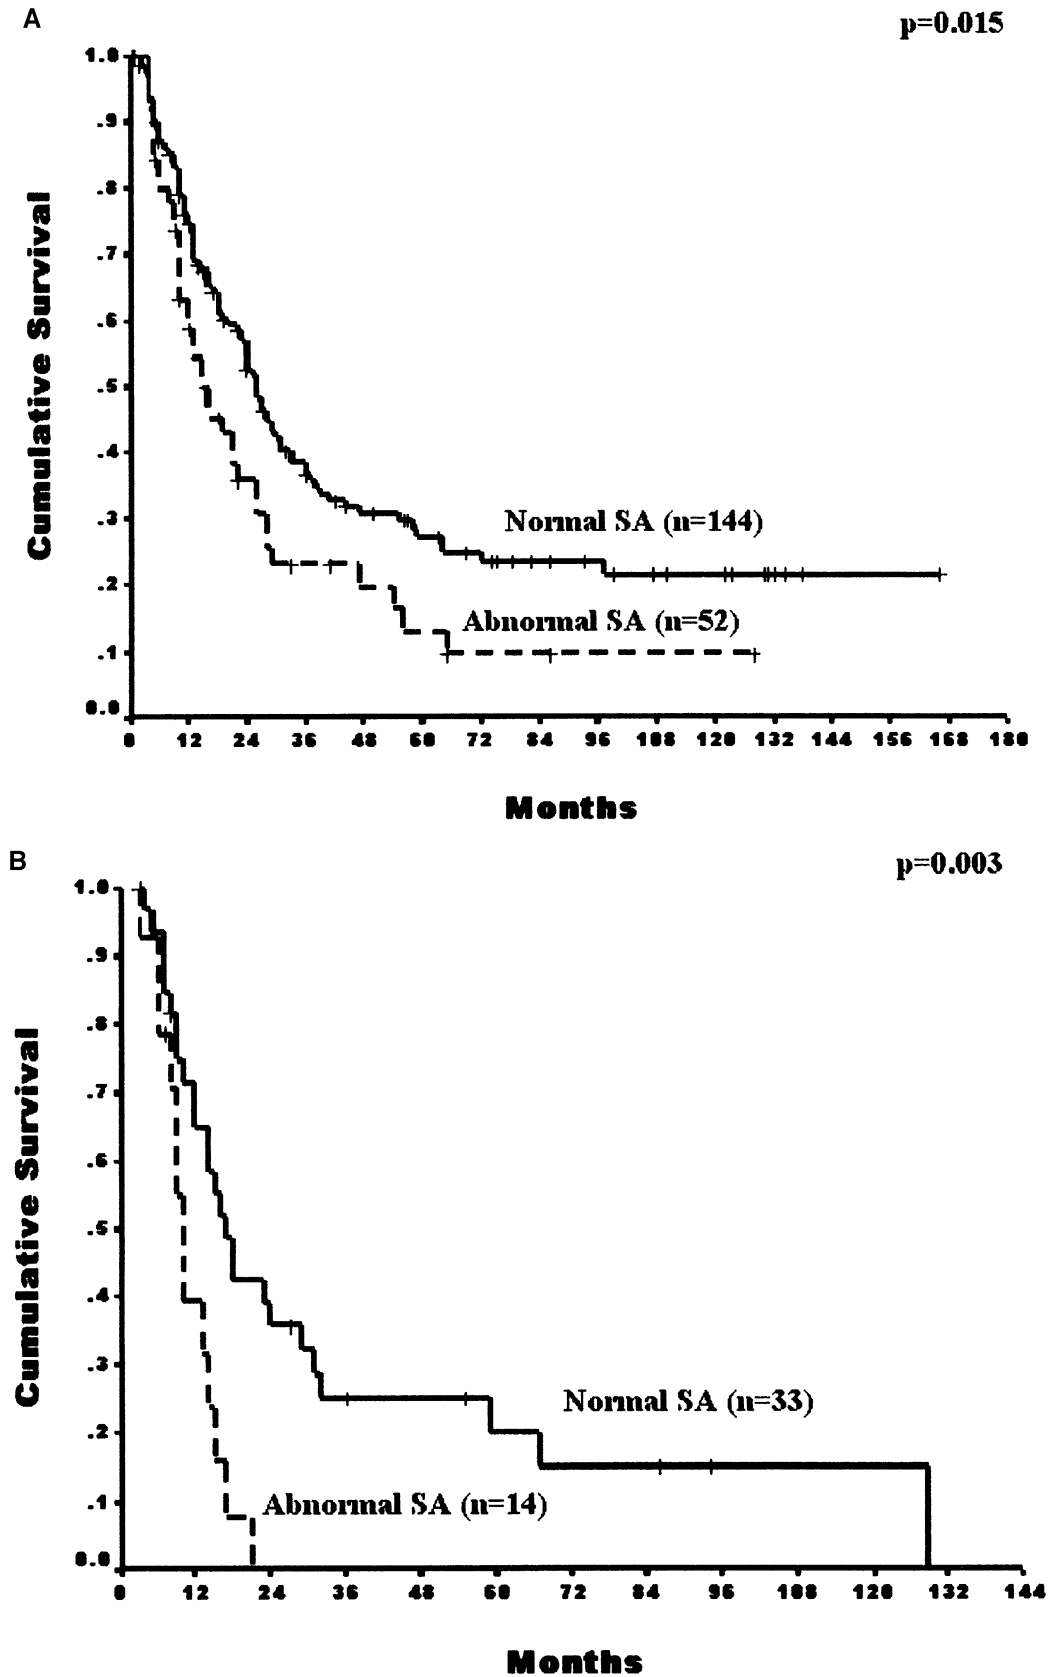 A
p=0.015
Cumulative Survival
1.0
.9
.8
.7
.6
.5
.4
.3
.2
.1
0.0
Normal SA (n=144)
Abnormal SA (n=52)
0 12 24 36 48 60 72 84 96 108 120 132 144 156 168 180
Months
B
p=0.003
Cumulative Survival
1.0
.9
.8
.7
.6
.5
.4
.3
.2
.1
0.0
Normal SA (n=33)
Abnormal SA (n=14)
0 12 24 36 48 60 72 84 96 108 120 132 144
Months